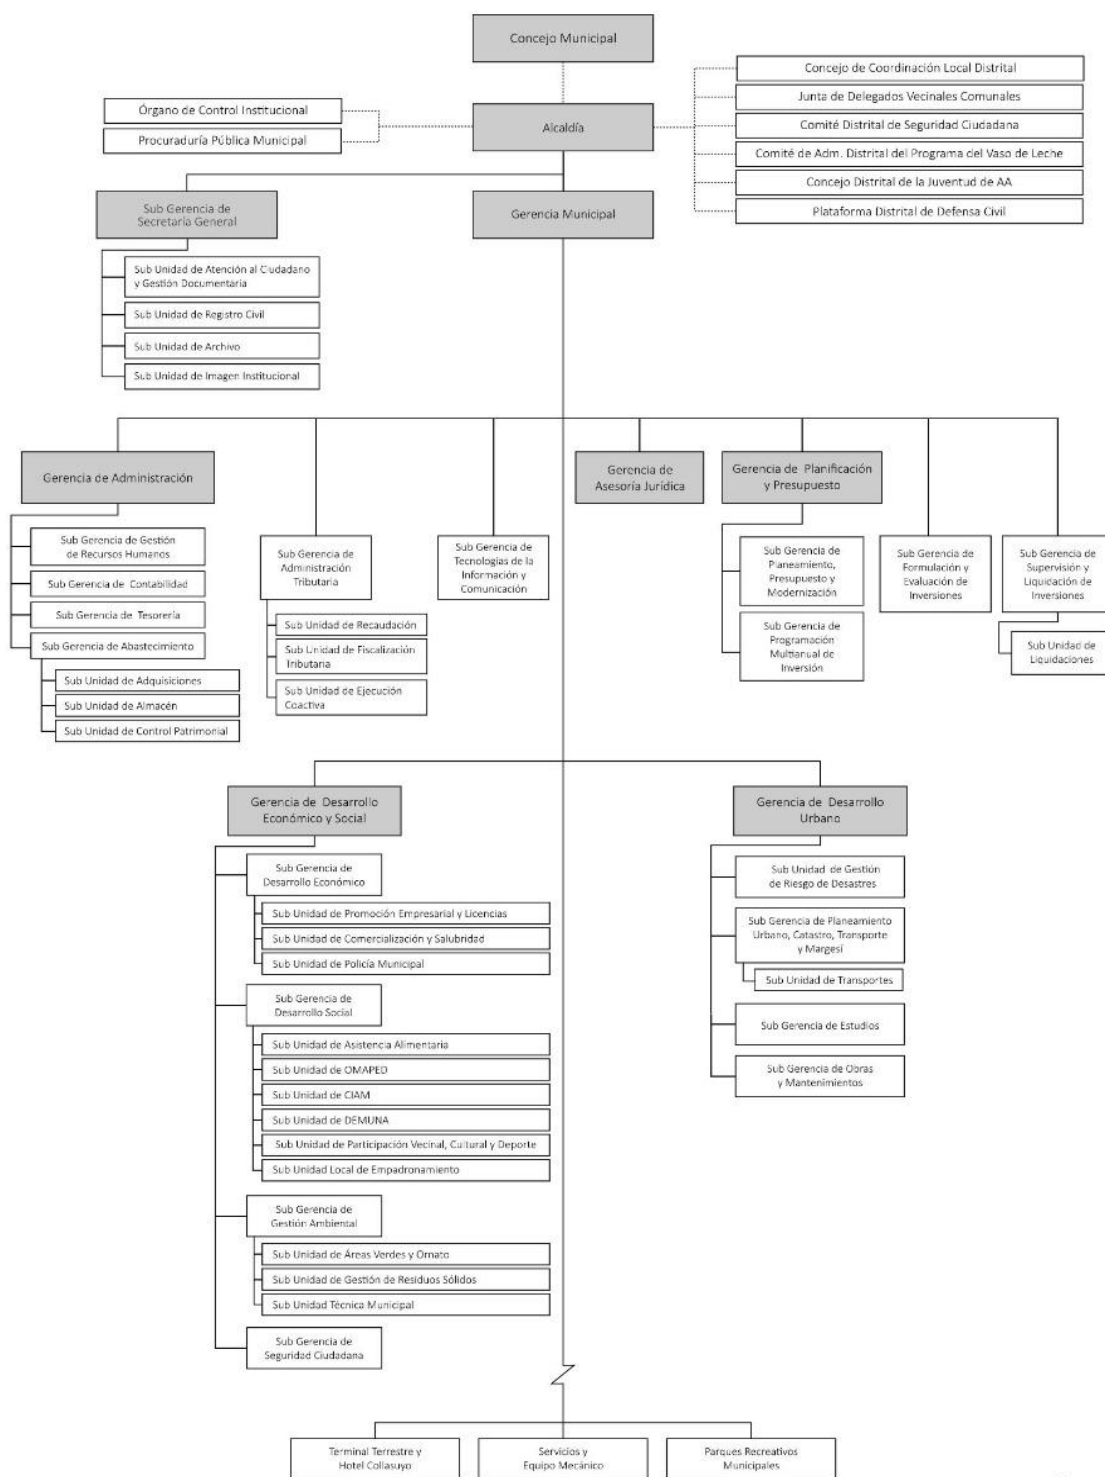 Concejo Municipal
Concejo de Coordinación Local Distrital
Junta de Delegados Vecinales Comunales
Comité Distrital de Seguridad Ciudadana
Comité de Adm. Distrital del Programa del Vaso de Leche
Concejo Distrital de la Juventud de AA
Plataforma Distrital de Defensa Civil
Órgano de Control Institucional
Procuraduría Pública Municipal
Alcaldía
Sub Gerencia de
Secretaría General
Gerencia Municipal
Sub Unidad de Atención al Ciudadano
y Gestión Documentaria
Sub Unidad de Registro Civil
Sub Unidad de Archivo
Sub Unidad de Imagen Institucional
Gerencia de Administración
Sub Gerencia de Gestión
de Recursos Humanos
Sub Gerencia de Contabilidad
Sub Gerencia de Tesorería
Sub Gerencia de Abastecimiento
Sub Unidad de Adquisiciones
Sub Unidad de Almacén
Sub Unidad de Control Patrimonial
Sub Gerencia de
Administración
Tributaria
Sub Unidad de Recaudación
Sub Unidad de Fiscalización
Tributaria
Sub Unidad de Ejecución
Coactiva
Sub Gerencia de
Tecnologías de la
Información y
Comunicación
Gerencia de
Asesoría Jurídica
Gerencia de Planificación
y Presupuesto
Sub Gerencia de
Planeamiento,
Presupuesto y
Modernización
Sub Gerencia de
Programación
Multianual de
Inversión
Sub Gerencia de
Formulación y
Evaluación de
Inversiones
Sub Gerencia de
Supervisión y
Liquidación de
Inversiones
Sub Unidad de
Liquidaciones
Gerencia de Desarrollo
Económico y Social
Sub Gerencia de
Desarrollo Económico
Sub Unidad de Promoción Empresarial y Licencias
Sub Unidad de Comercialización y Salubridad
Sub Unidad de Policía Municipal
Sub Gerencia de
Desarrollo Social
Sub Unidad de Asistencia Alimentaria
Sub Unidad de OMAPED
Sub Unidad de CIAM
Sub Unidad de DEMUNA
Sub Unidad de Participación Vecinal, Cultural y Deporte
Sub Unidad Local de Empadronamiento
Sub Gerencia de
Gestión Ambiental
Sub Unidad de Áreas Verdes y Ornato
Sub Unidad de Gestión de Residuos Sólidos
Sub Unidad Técnica Municipal
Sub Gerencia de
Seguridad Ciudadana
Gerencia de Desarrollo
Urbano
Sub Unidad de Gestión
de Riesgo de Desastres
Sub Gerencia de Planeamiento
Urbano, Catastro, Transporte
y Margesí
Sub Unidad de Transportes
Sub Gerencia de Estudios
Sub Gerencia de Obras
y Mantenimientos
Terminal Terrestre y
Hotel Collasuyo
Servicios y
Equipo Mecánico
Parques Recreativos
Municipales